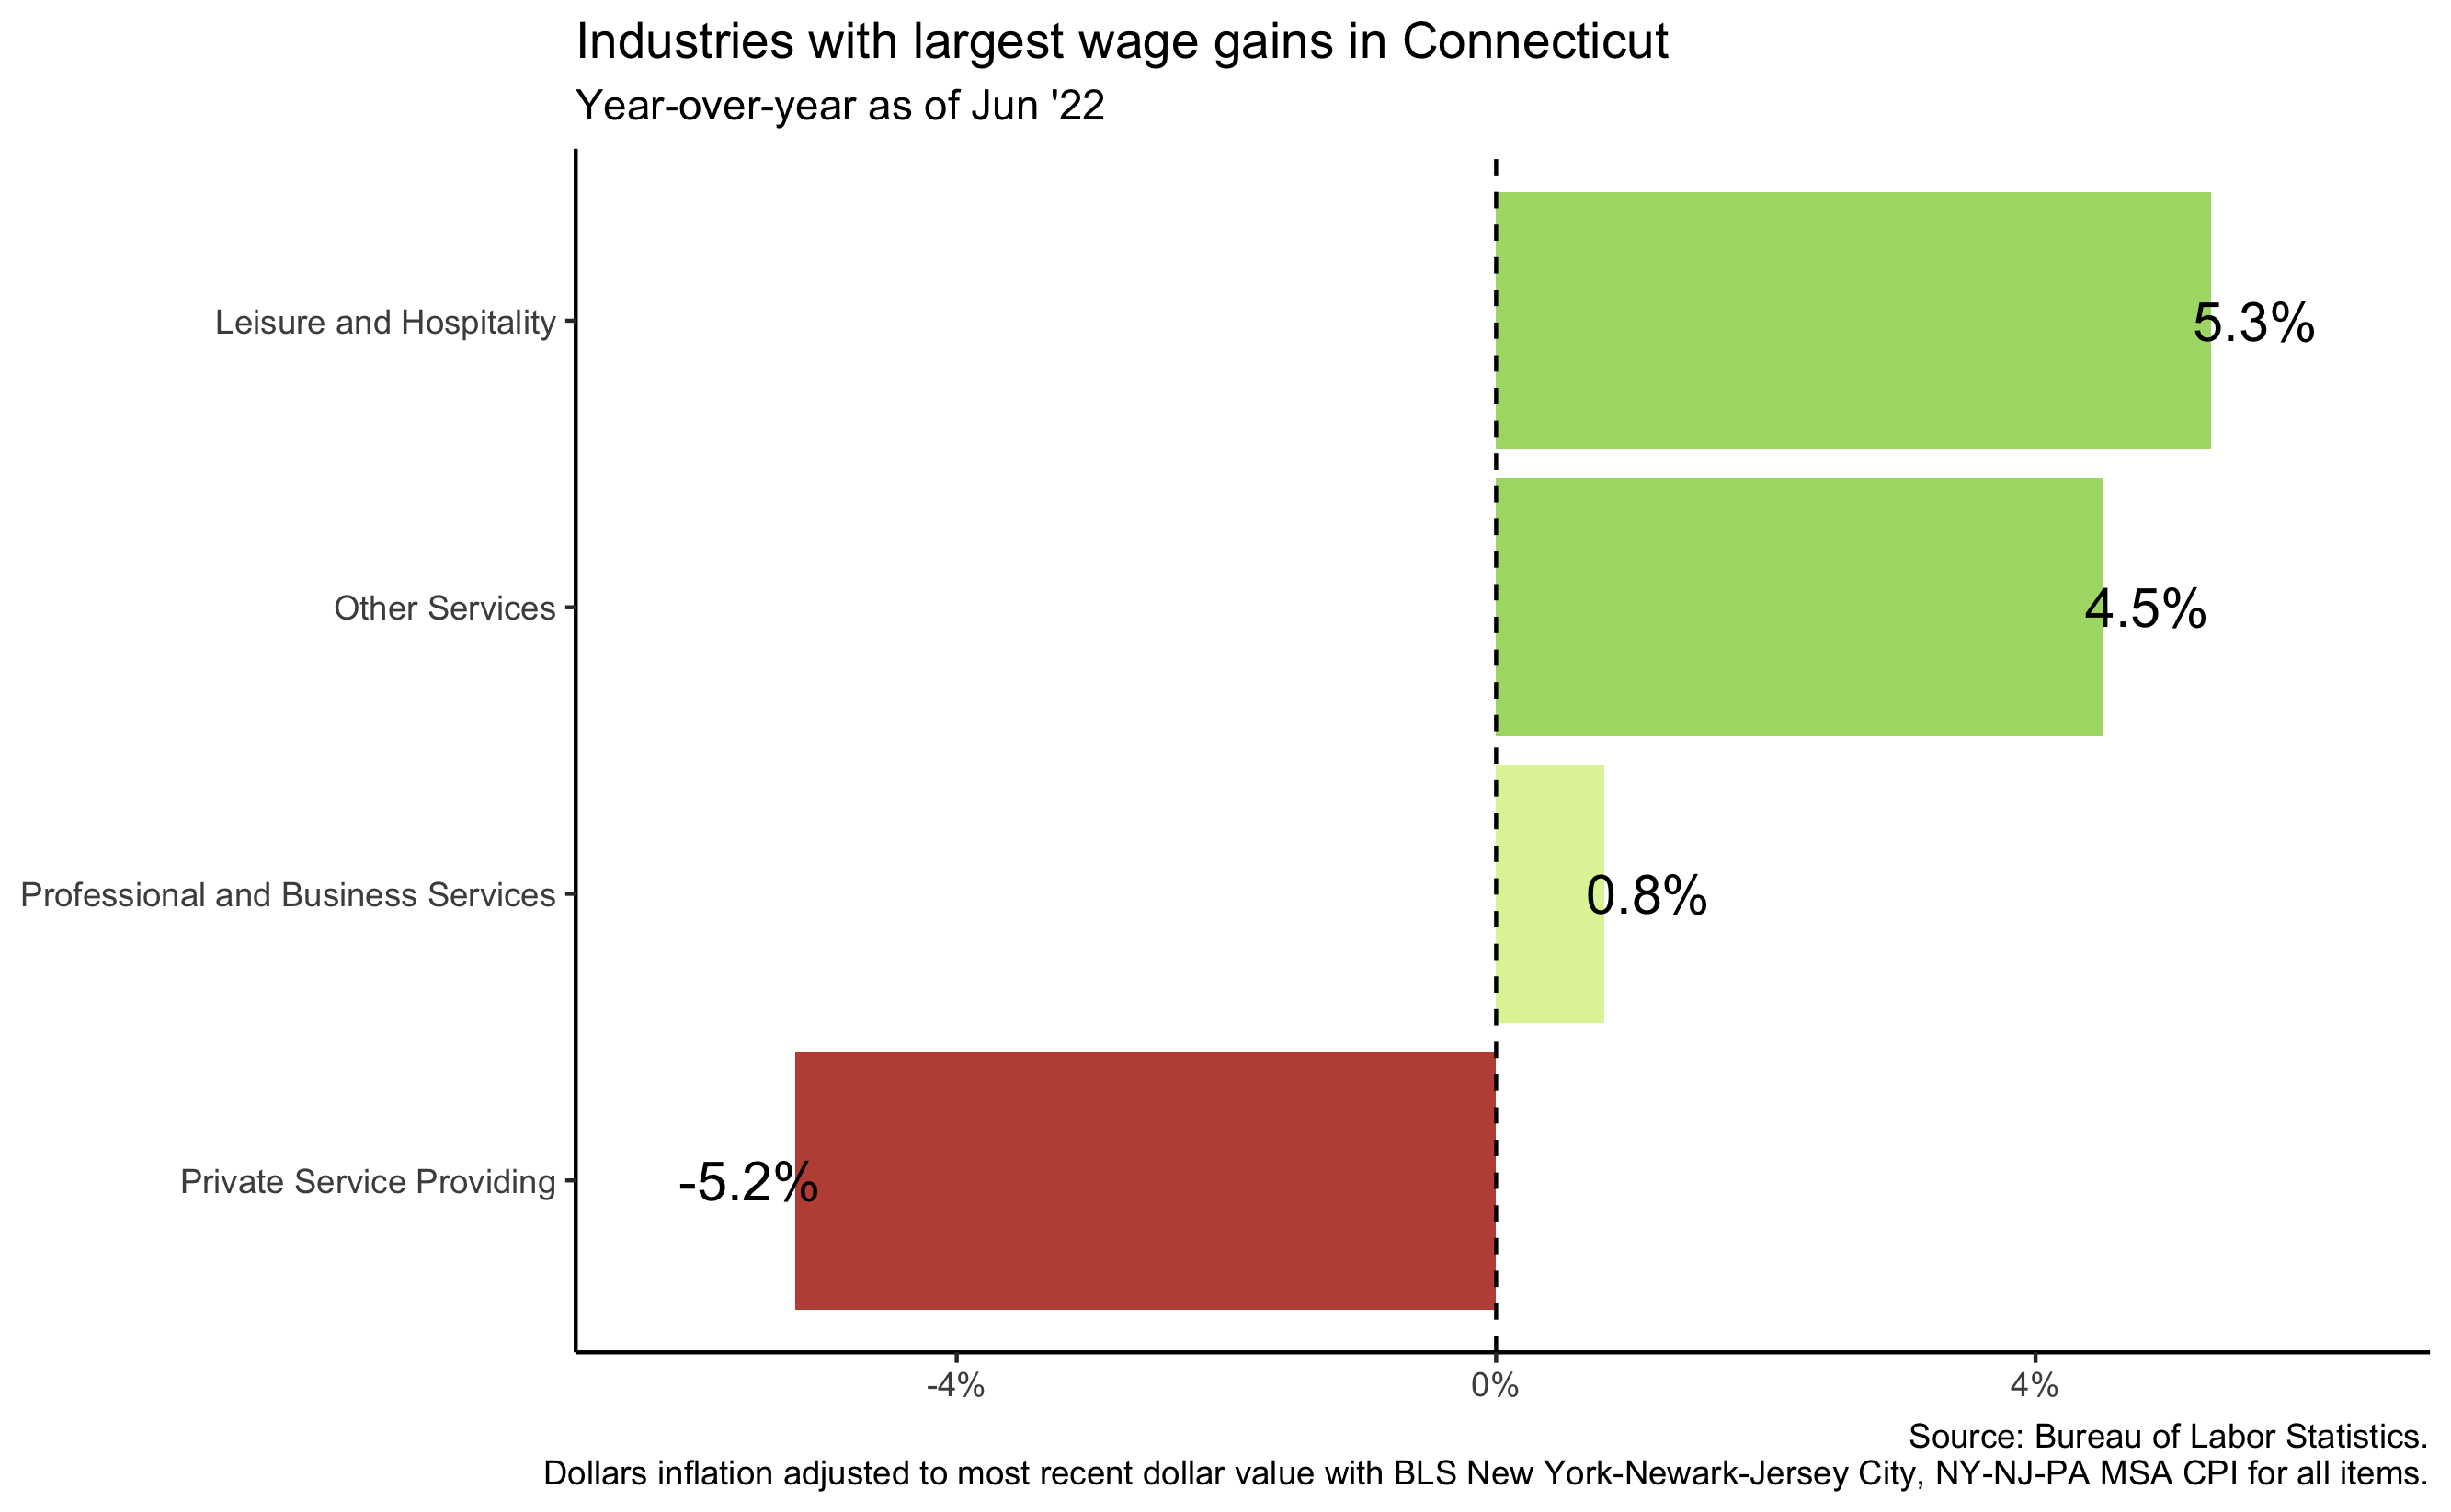 Industries with largest wage gains in Connecticut
Year-over-year as of Jun '22
Leisure and Hospitality
5.3%
Other Services
4.5%
Professional and Business Services
0.8%
Private Service Providing
-5.2%
-4%
0%
4%
Source: Bureau of Labor Statistics.
Dollars inflation adjusted to most recent dollar value with BLS New York-Newark-Jersey City, NY-NJ-PA MSA CPI for all items.